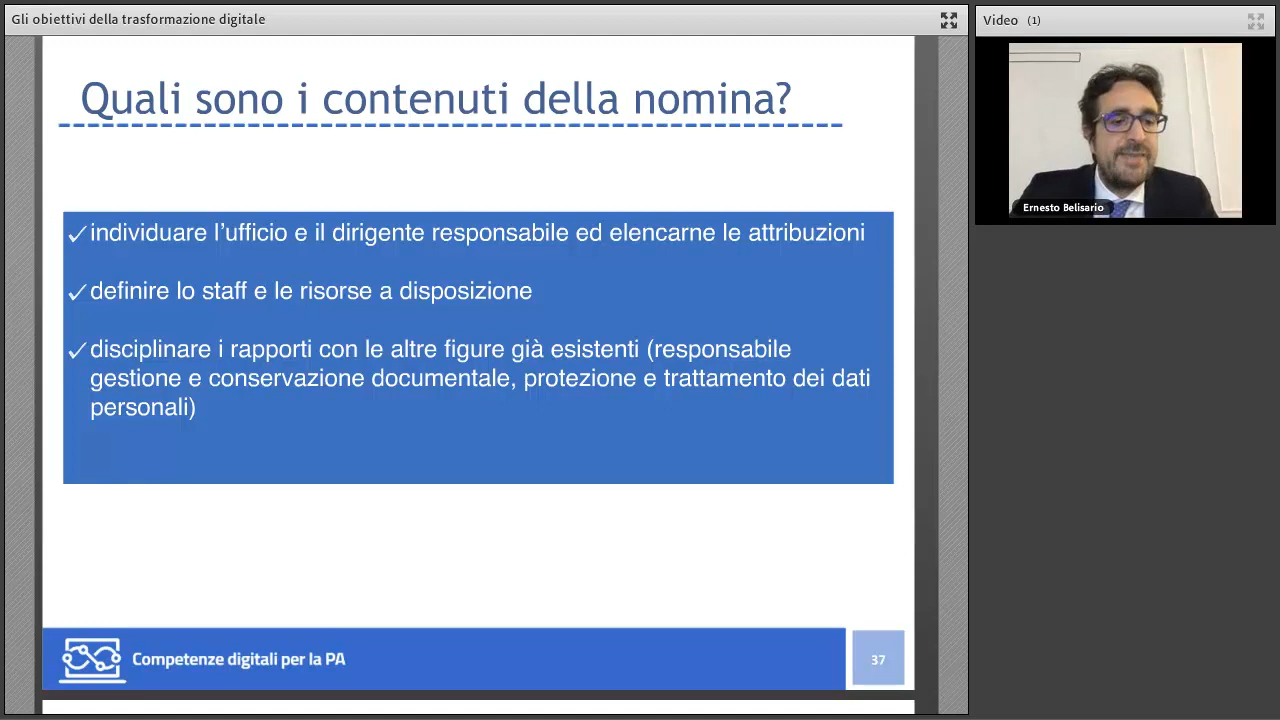 Gli obiettivi della trasformazione digitale
Video (1)
Quali sono i contenuti della nomina?
✓individuare l’ufficio e il dirigente responsabile ed elencarne le attribuzioni
✓definire lo staff e le risorse a disposizione
✓disciplinare i rapporti con le altre figure già esistenti (responsabile
gestione e conservazione documentale, protezione e trattamento dei dati
personali)
Ernesto Belisario
Competenze digitali per la PA
37